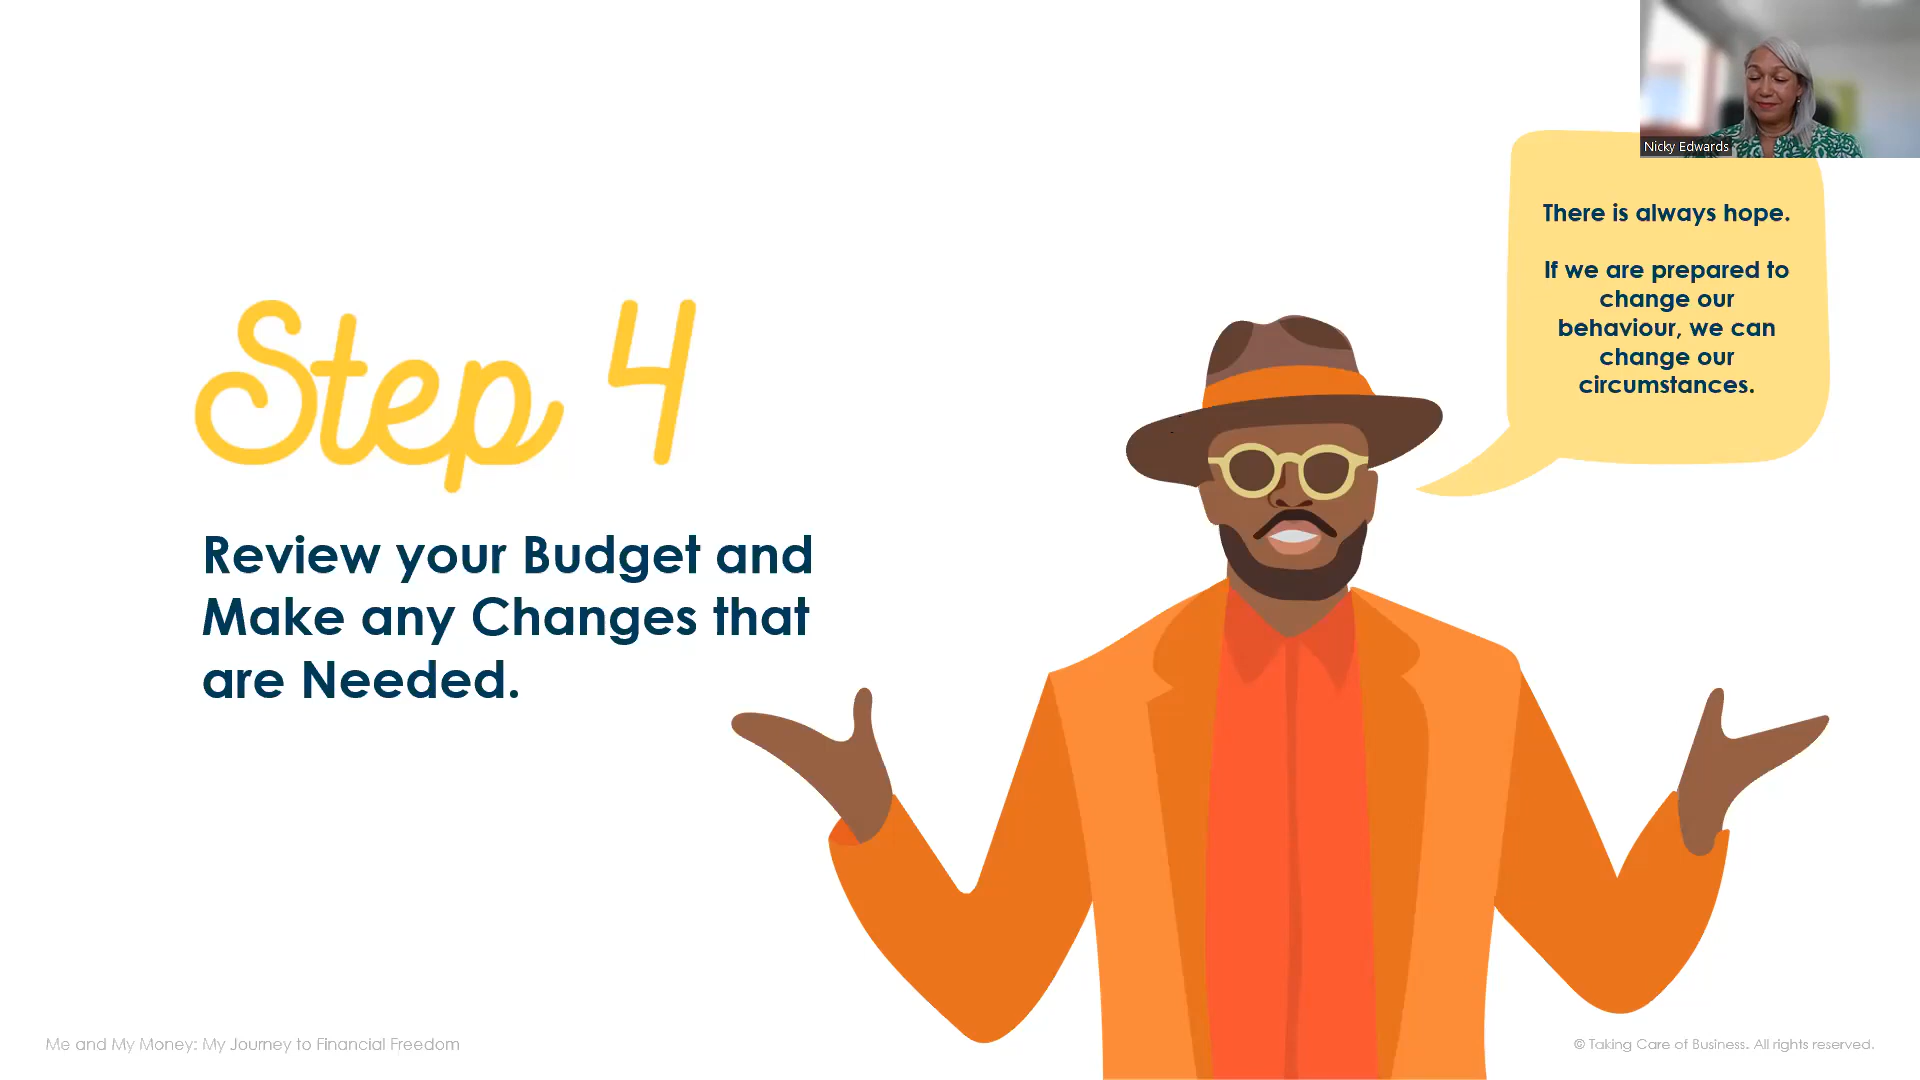 Nicky Edwards
There is always hope.
If we are prepared to
change our
behaviour, we can
change our
circumstances.
Step 4
Review your Budget and
Make any Changes that
are Needed.
Me and My Money: My Journey to Financial Freedom
© Taking Care of Business. All rights reserved.